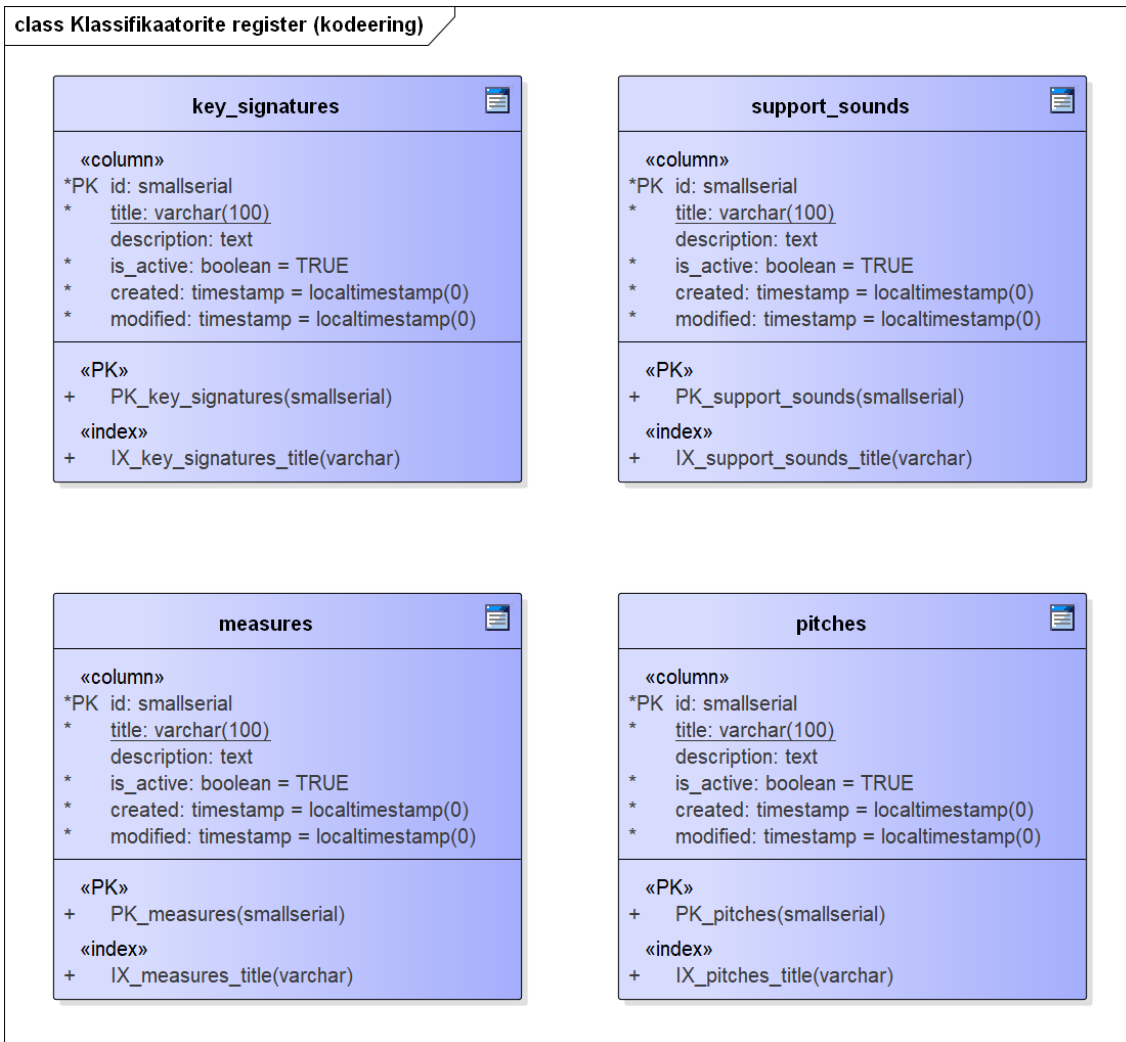 class Klassifikaatorite register (kodeering)
key_signatures
«column»
*PK id: smallserial
* title: varchar(100)
description: text
* is_active: boolean = TRUE
* created: timestamp = localtimestamp(0)
* modified: timestamp = localtimestamp(0)
«PK»
+ PK_key_signatures(smallserial)
«index»
+ IX_key_signatures_title(varchar)
support_sounds
«column»
*PK id: smallserial
* title: varchar(100)
description: text
* is_active: boolean = TRUE
* created: timestamp = localtimestamp(0)
* modified: timestamp = localtimestamp(0)
«PK»
+ PK_support_sounds(smallserial)
«index»
+ IX_support_sounds_title(varchar)
measures
«column»
*PK id: smallserial
* title: varchar(100)
description: text
* is_active: boolean = TRUE
* created: timestamp = localtimestamp(0)
* modified: timestamp = localtimestamp(0)
«PK»
+ PK_measures(smallserial)
«index»
+ IX_measures_title(varchar)
pitches
«column»
*PK id: smallserial
* title: varchar(100)
description: text
* is_active: boolean = TRUE
* created: timestamp = localtimestamp(0)
* modified: timestamp = localtimestamp(0)
«PK»
+ PK_pitches(smallserial)
«index»
+ IX_pitches_title(varchar)